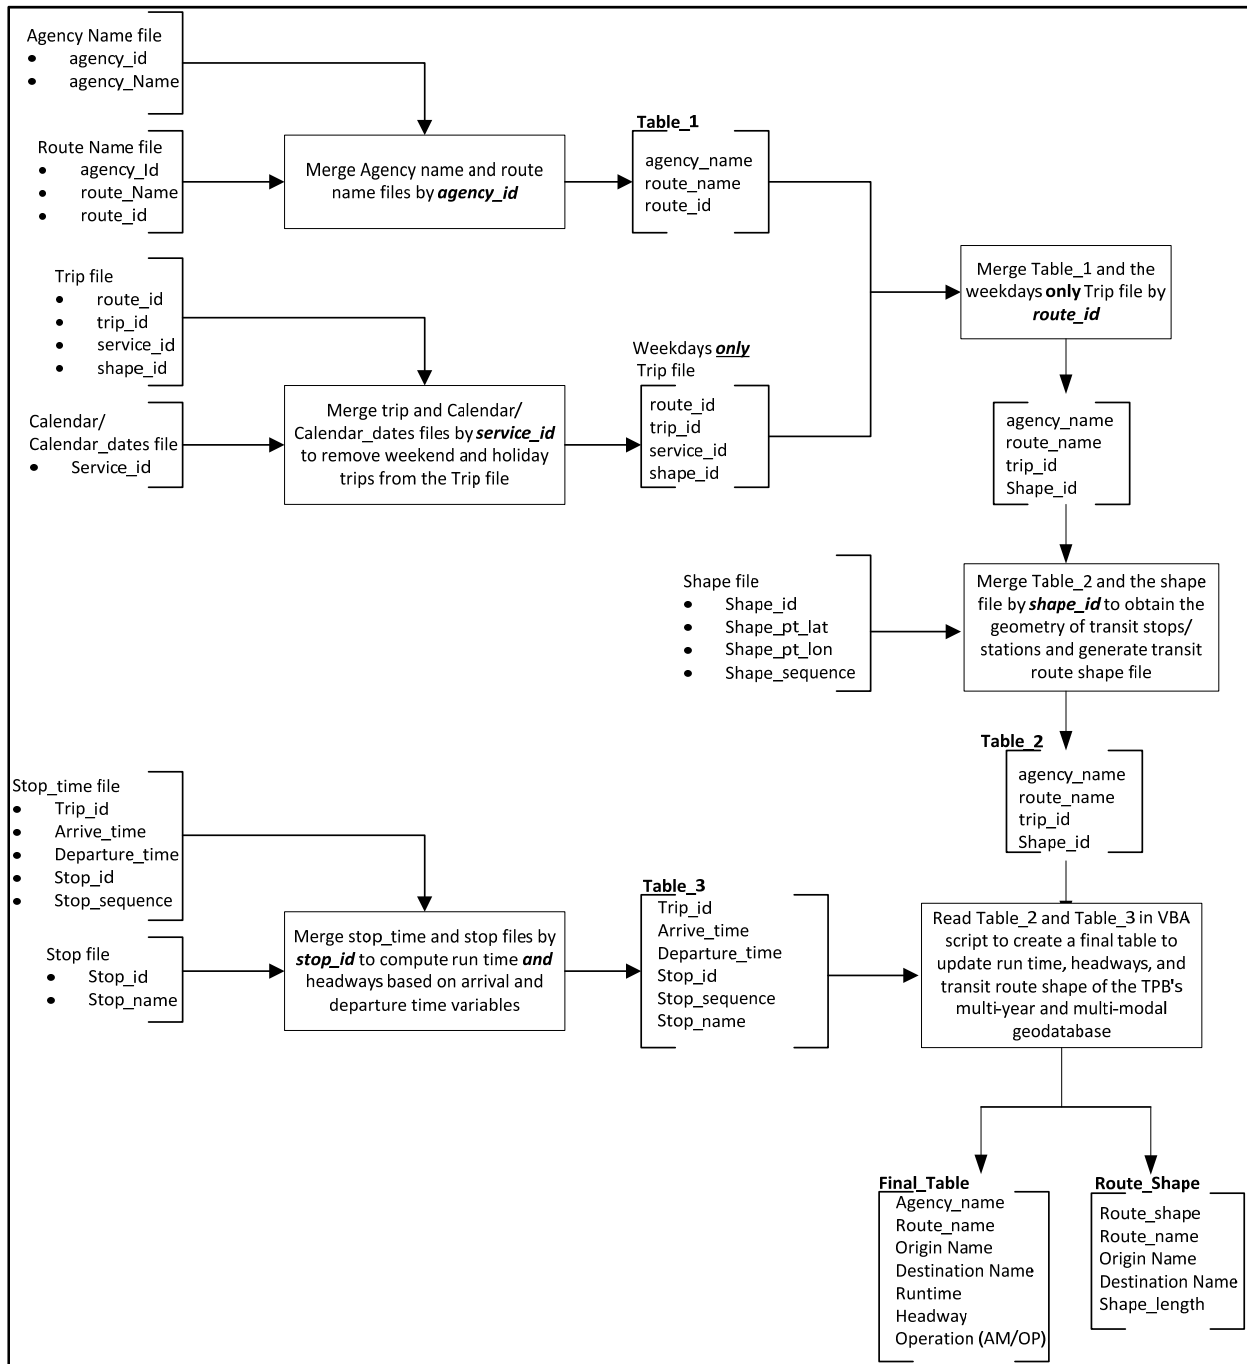 Agency Name file
• agency_id
• agency_Name
Route Name file
• agency_Id
• route_Name
• route_id
Merge Agency name and route
name files by agency_id
Table_1
agency_name
route_name
route_id
Trip file
• route_id
• trip_id
• service_id
• shape_id
Calendar/
Calendar_dates file
• Service_id
Merge trip and Calendar/
Calendar_dates files by service_id
to remove weekend and holiday
trips from the Trip file
Weekdays only
Trip file
route_id
trip_id
service_id
shape_id
Merge Table_1 and the
weekdays only Trip file by
route_id
agency_name
route_name
trip_id
Shape_id
Shape file
• Shape_id
• Shape_pt_lat
• Shape_pt_lon
• Shape_sequence
Merge Table_2 and the shape
file by shape_id to obtain the
geometry of transit stops/
stations and generate transit
route shape file
Table_2
agency_name
route_name
trip_id
Shape_id
Stop_time file
• Trip_id
• Arrive_time
• Departure_time
• Stop_id
• Stop_sequence
Stop file
• Stop_id
• Stop_name
Merge stop_time and stop files by
stop_id to compute run time and
headways based on arrival and
departure time variables
Table_3
Trip_id
Arrive_time
Departure_time
Stop_id
Stop_sequence
Stop_name
Read Table_2 and Table_3 in VBA
script to create a final table to
update run time, headways, and
transit route shape of the TPB's
multi-year and multi-modal
geodatabase
Final_Table
Agency_name
Route_name
Origin Name
Destination Name
Runtime
Headway
Operation (AM/OP)
Route_Shape
Route_shape
Route_name
Origin Name
Destination Name
Shape_length